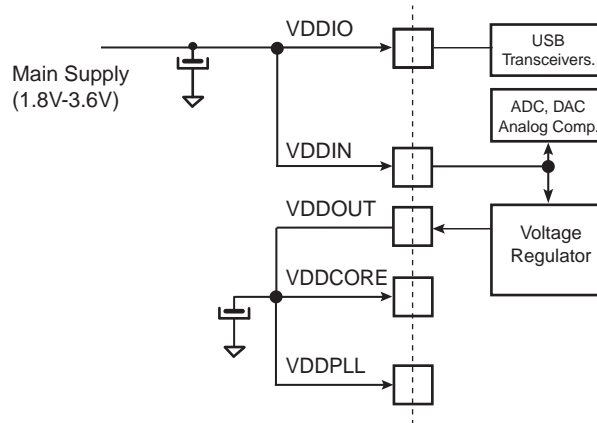 VDDIO
USB
Transceivers.
Main Supply
(1.8V-3.6V)
ADC, DAC
Analog Comp.
VDDIN
VDDOUT
Voltage
Regulator
VDDCORE
VDDPLL